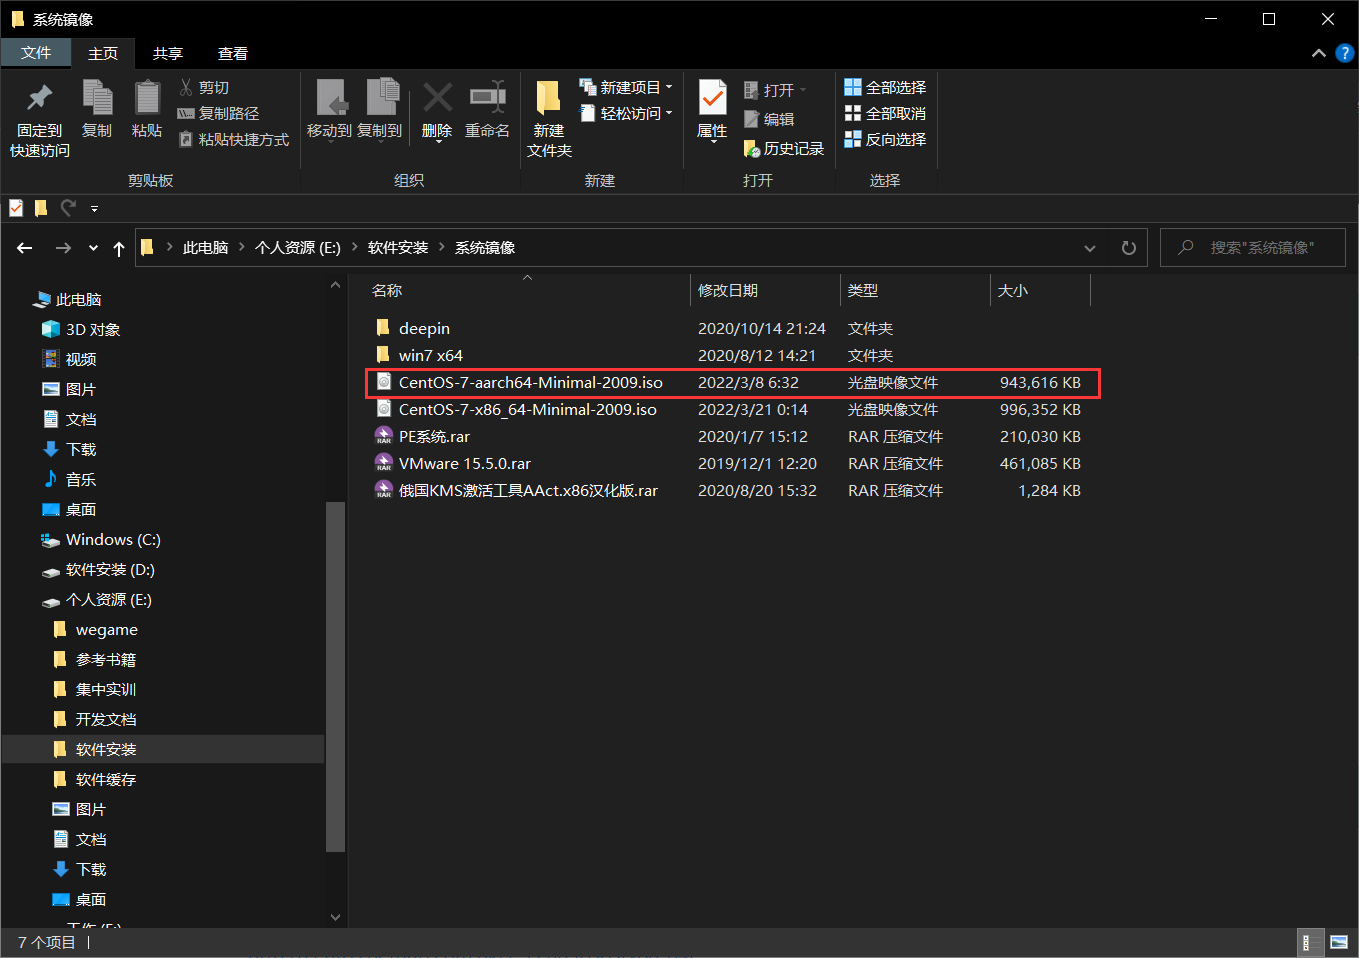 系统镜像
文件 主页 共享 查看
固定到
快速访问
复制
粘贴
剪切
复制路径
粘贴快捷方式
剪贴板
移动到
复制到
删除
重命名
组织
新建
文件夹
新建项目
轻松访问
新建
属性
打开
编辑
历史记录
打开
全部选择
全部取消
反向选择
选择
此电脑 个人资源 (E:) 软件安装 系统镜像
搜索"系统镜像"
此电脑
3D 对象
视频
图片
文档
下载
音乐
桌面
Windows (C:)
软件安装 (D:)
个人资源 (E:)
wegame
参考书籍
集中实训
开发文档
软件安装
软件缓存
图片
文档
下载
桌面
名称 修改日期 类型 大小
deepin 2020/10/14 21:24 文件夹
win7 x64 2020/8/12 14:21 文件夹
CentOS-7-aarch64-Minimal-2009.iso 2022/3/8 6:32 光盘映像文件 943,616 KB
CentOS-7-x86_64-Minimal-2009.iso 2022/3/21 0:14 光盘映像文件 996,352 KB
PE系统.rar 2020/1/7 15:12 RAR 压缩文件 210,030 KB
VMware 15.5.0.rar 2019/12/1 12:20 RAR 压缩文件 461,085 KB
俄国KMS激活工具AAct.x86汉化版.rar 2020/8/20 15:32 RAR 压缩文件 1,284 KB
7 个项目